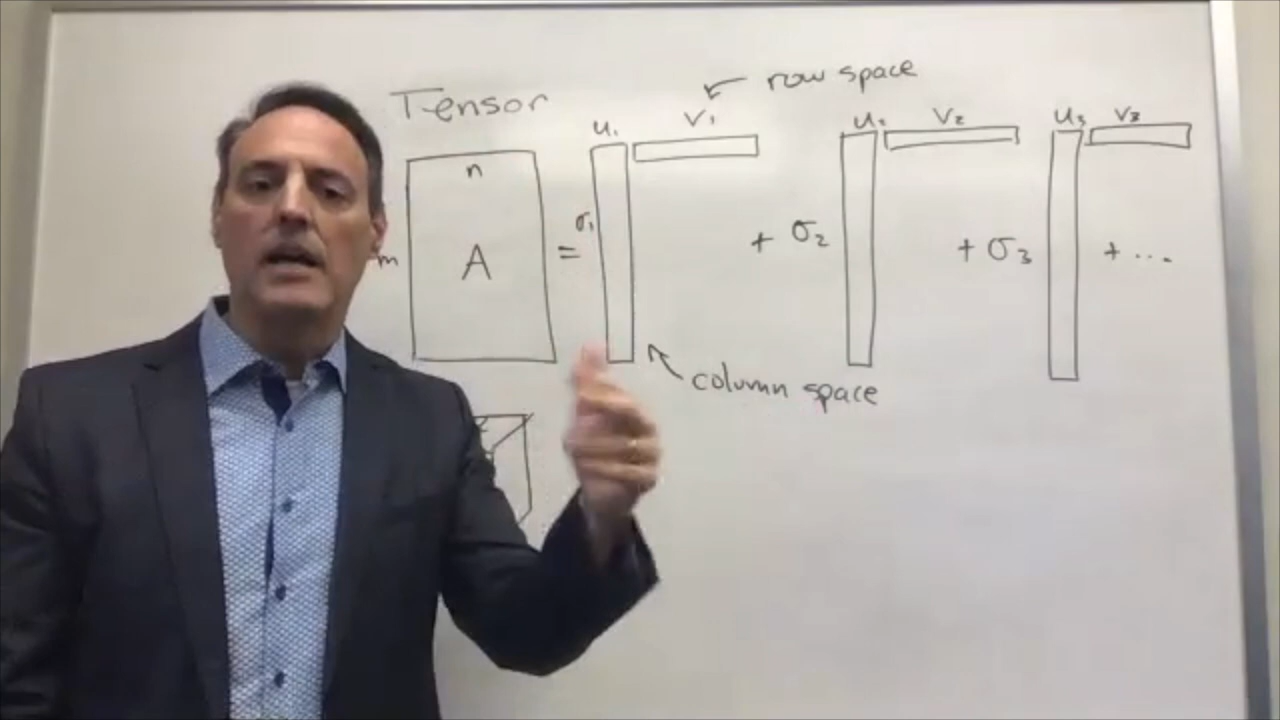 Tensor
row space
u₁ v₁ u₂ v₂ u₃ v₃
n
m A = σ₁ + σ₂ + σ₃ + ...
column space